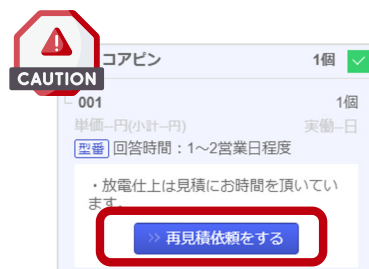 CAUTION
コアピン 1個
001 1個
単価--円(小計--円) 実働--日
型番 回答時間：1～2営業日程度
・放電仕上は見積にお時間を頂いてい
ます。
>> 再見積依頼をする